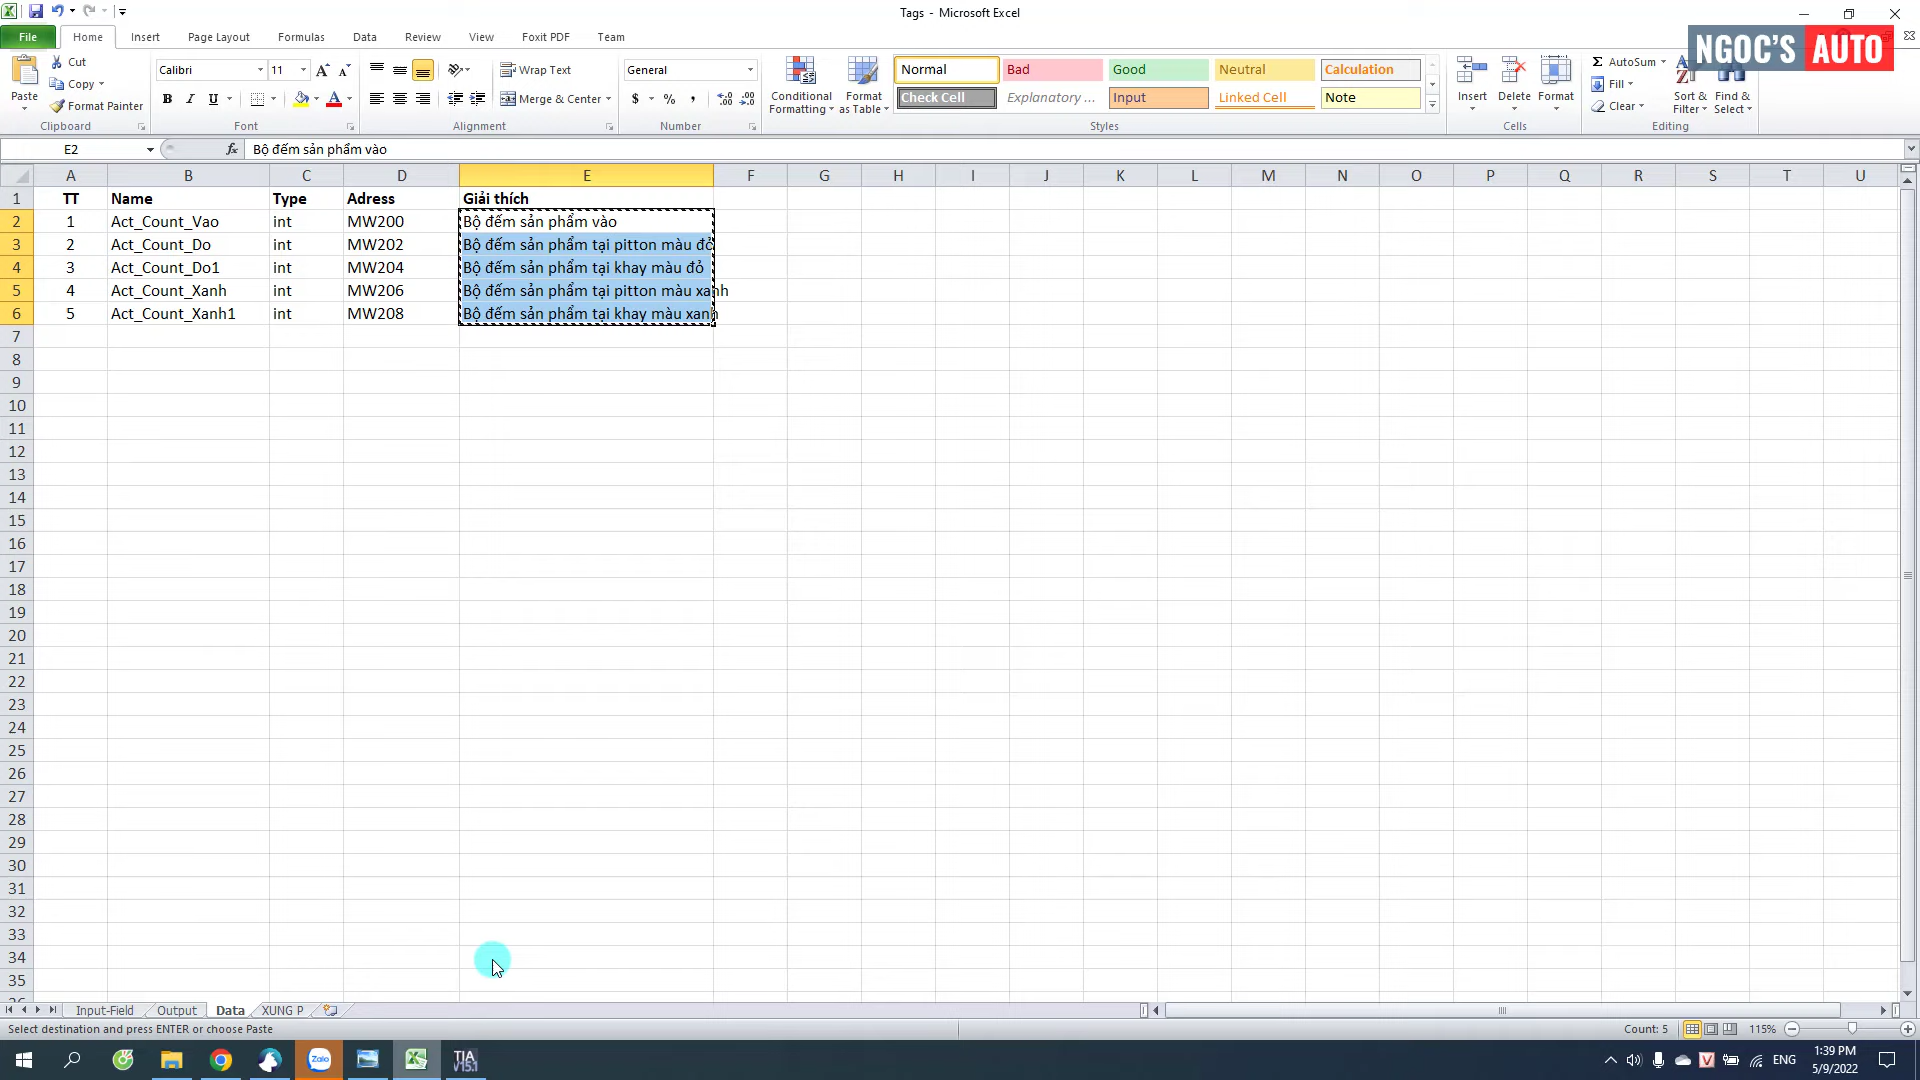 Tags - Microsoft Excel
File Home Insert Page Layout Formulas Data Review View Foxit PDF Team
NGOC'S AUTO
Paste
Cut
Copy
Format Painter
Clipboard
Calibri 11
B I U
Font
Wrap Text
Merge & Center
Alignment
General
$ % ,
Number
Conditional Formatting
Format as Table
Normal Bad Good Neutral Calculation
Check Cell Explanatory ... Input Linked Cell Note
Styles
Insert Delete Format
Cells
AutoSum
Fill
Clear
Sort & Filter
Find & Select
Editing
E2 fx Bộ đếm sản phẩm vào
A B C D E F G H I J K L M N O P Q R S T U
1 TT Name Type Adress Giải thích
2 1 Act_Count_Vao int MW200 Bộ đếm sản phẩm vào
3 2 Act_Count_Do int MW202 Bộ đếm sản phẩm tại pitton màu đỏ
4 3 Act_Count_Do1 int MW204 Bộ đếm sản phẩm tại khay màu đỏ
5 4 Act_Count_Xanh int MW206 Bộ đếm sản phẩm tại pitton màu xanh
6 5 Act_Count_Xanh1 int MW208 Bộ đếm sản phẩm tại khay màu xanh
7
8
9
10
11
12
13
14
15
16
17
18
19
20
21
22
23
24
25
26
27
28
29
30
31
32
33
34
35
Input-Field Output Data XUNG P
Select destination and press ENTER or choose Paste Count: 5 115%
Zalo TIA V15.1 ENG 1:39 PM
5/9/2022